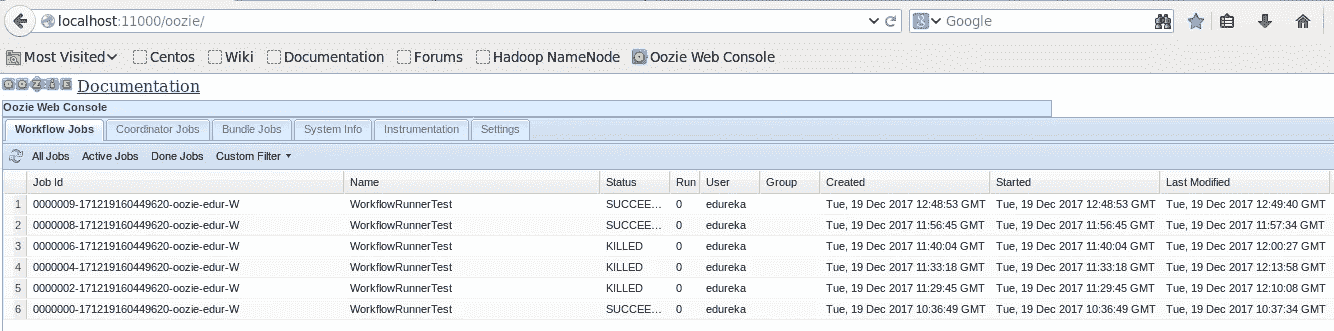 localhost:11000/oozie/ Google
Most Visited Centos Wiki Documentation Forums Hadoop NameNode Oozie Web Console
OOZIE Documentation
Oozie Web Console
Workflow Jobs Coordinator Jobs Bundle Jobs System Info Instrumentation Settings
All Jobs Active Jobs Done Jobs Custom Filter
Job Id Name Status Run User Group Created Started Last Modified
1 0000009-171219160449620-oozie-edur-W WorkflowRunnerTest SUCCEE... 0 edureka Tue, 19 Dec 2017 12:48:53 GMT Tue, 19 Dec 2017 12:48:53 GMT Tue, 19 Dec 2017 12:49:40 GMT
2 0000008-171219160449620-oozie-edur-W WorkflowRunnerTest SUCCEE... 0 edureka Tue, 19 Dec 2017 11:56:45 GMT Tue, 19 Dec 2017 11:56:45 GMT Tue, 19 Dec 2017 11:57:34 GMT
3 0000006-171219160449620-oozie-edur-W WorkflowRunnerTest KILLED 0 edureka Tue, 19 Dec 2017 11:40:04 GMT Tue, 19 Dec 2017 11:40:04 GMT Tue, 19 Dec 2017 12:00:27 GMT
4 0000004-171219160449620-oozie-edur-W WorkflowRunnerTest KILLED 0 edureka Tue, 19 Dec 2017 11:33:18 GMT Tue, 19 Dec 2017 11:33:18 GMT Tue, 19 Dec 2017 12:13:58 GMT
5 0000002-171219160449620-oozie-edur-W WorkflowRunnerTest KILLED 0 edureka Tue, 19 Dec 2017 11:29:45 GMT Tue, 19 Dec 2017 11:29:45 GMT Tue, 19 Dec 2017 12:10:08 GMT
6 0000000-171219160449620-oozie-edur-W WorkflowRunnerTest SUCCEE... 0 edureka Tue, 19 Dec 2017 10:36:49 GMT Tue, 19 Dec 2017 10:36:49 GMT Tue, 19 Dec 2017 10:37:34 GMT